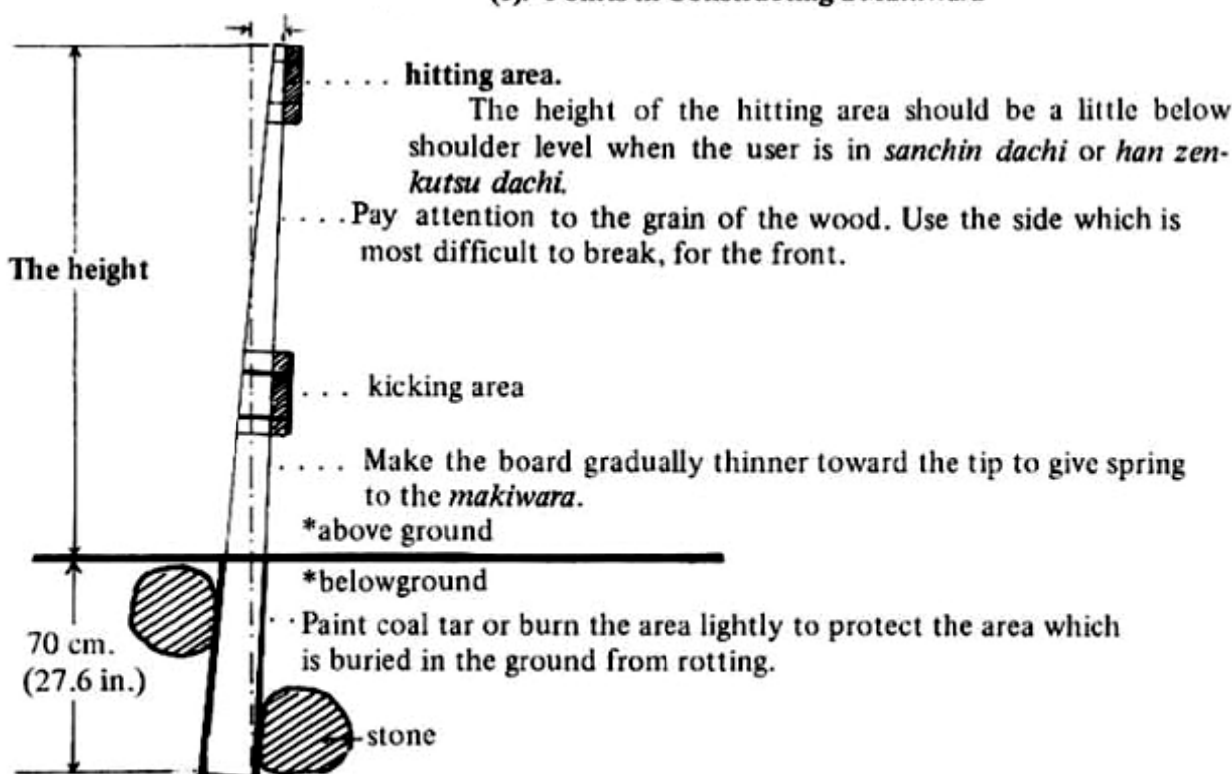 hitting area.
The height of the hitting area should be a little below
shoulder level when the user is in sanchin dachi or han zen-
kutsu dachi.
Pay attention to the grain of the wood. Use the side which is
most difficult to break, for the front.
The height
kicking area
Make the board gradually thinner toward the tip to give spring
to the makiwara.
*above ground
*belowground
Paint coal tar or burn the area lightly to protect the area which
is buried in the ground from rotting.
70 cm.
(27.6 in.)
stone